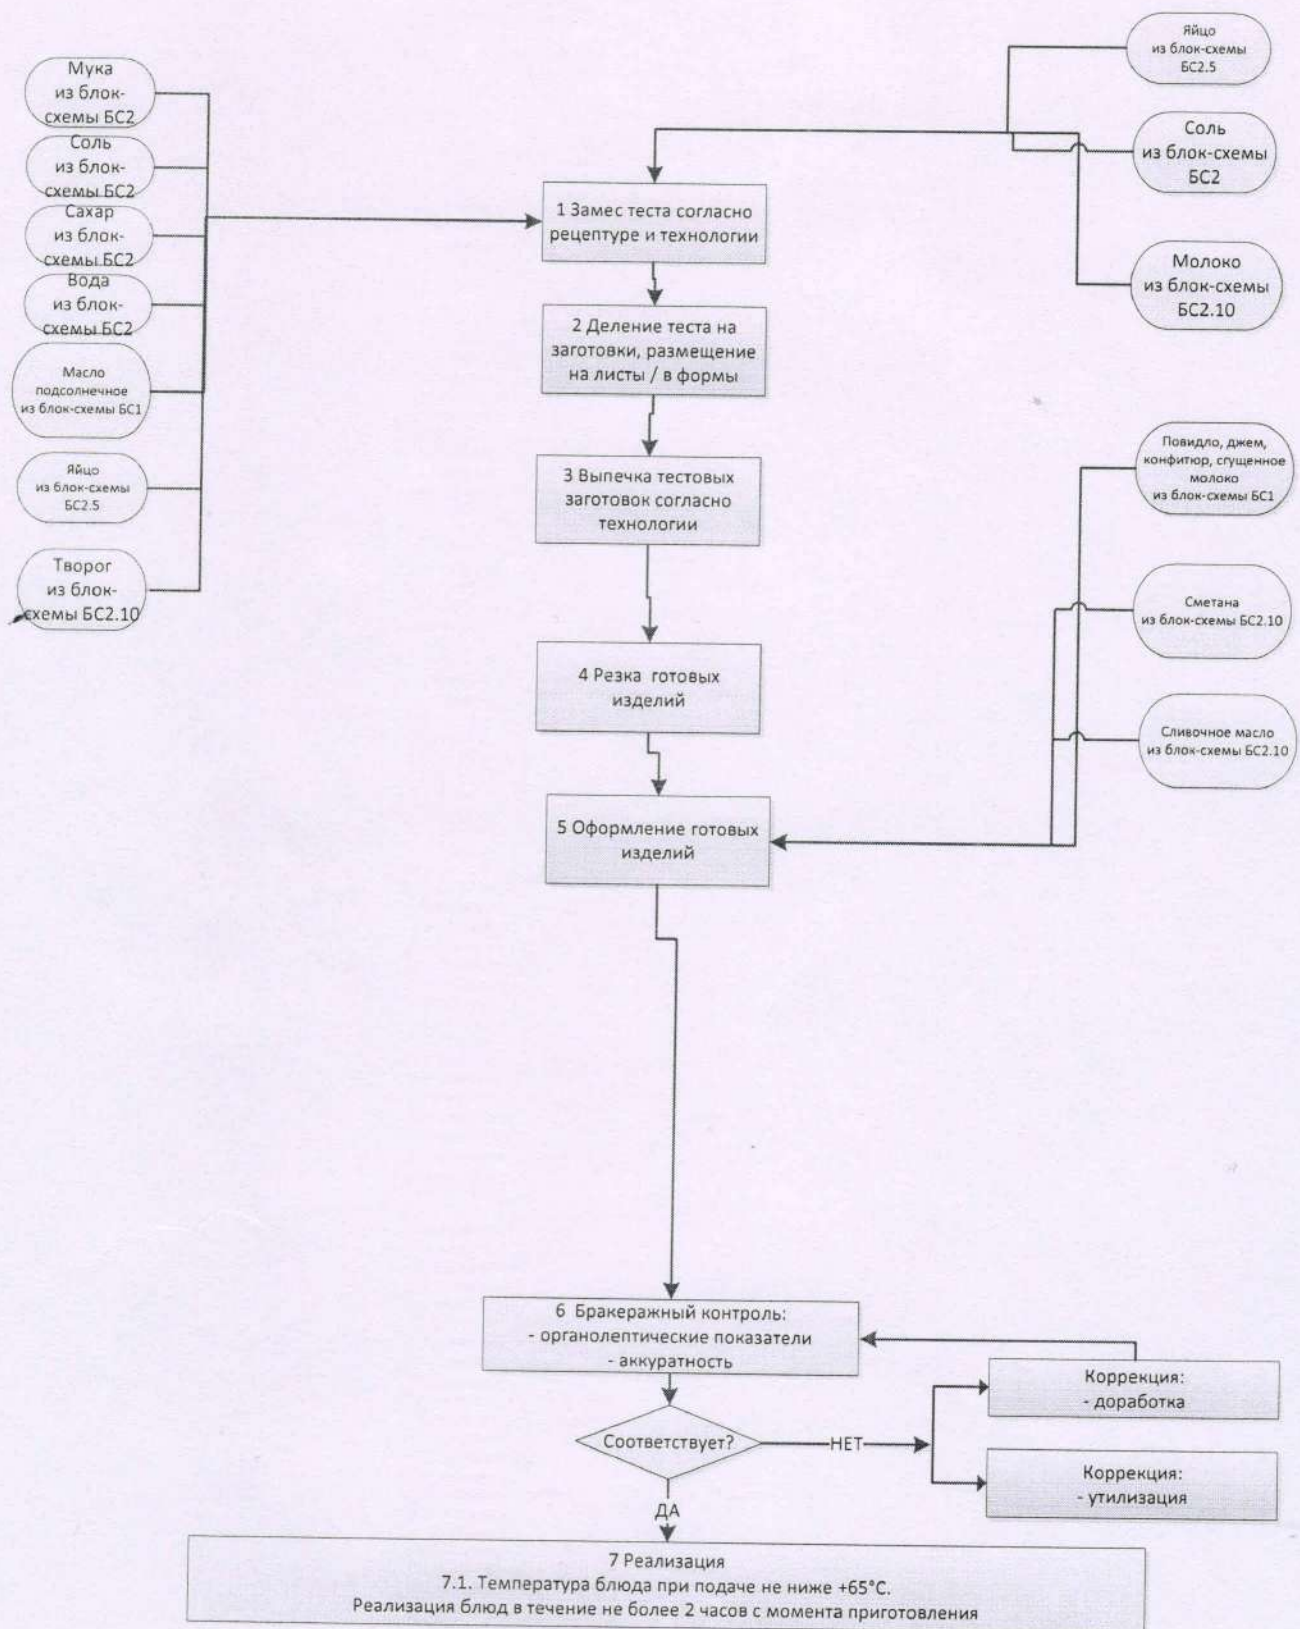 Мука
из блок-
схемы БС2
Соль
из блок-
схемы БС2
Сахар
из блок-
схемы БС2
Вода
из блок-
схемы БС2
Масло
подсолнечное
из блок-схемы БС1
Яйцо
из блок-схемы
БС2.5
Творог
из блок-
схемы БС2.10
Яйцо
из блок-схемы
БС2.5
Соль
из блок-схемы
БС2
Молоко
из блок-схемы
БС2.10
1 Замес теста согласно
рецептуре и технологии
2 Деление теста на
заготовки, размещение
на листы / в формы
3 Выпечка тестовых
заготовок согласно
технологии
4 Резка готовых
изделий
Повидло, джем,
конфитюр, сгущенное
молоко
из блок-схемы БС1
Сметана
из блок-схемы БС2.10
Сливочное масло
из блок-схемы БС2.10
5 Оформление готовых
изделий
6 Бракеражный контроль:
- органолептические показатели
- аккуратность
Соответствует?
НЕТ
Коррекция:
- доработка
Коррекция:
- утилизация
ДА
7 Реализация
7.1. Температура блюда при подаче не ниже +65°С.
Реализация блюд в течение не более 2 часов с момента приготовления